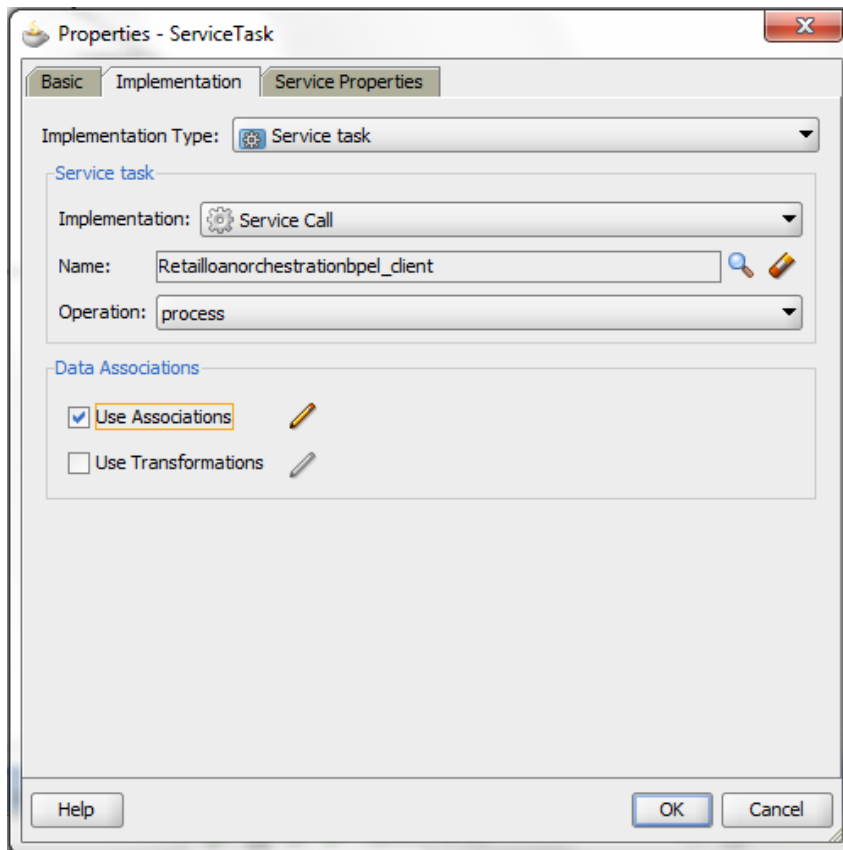 Properties - ServiceTask
Basic Implementation Service Properties
Implementation Type: Service task
Service task
Implementation: Service Call
Name: Retailloanorchestrationbpel_client
Operation: process
Data Associations
Use Associations
Use Transformations
Help OK Cancel